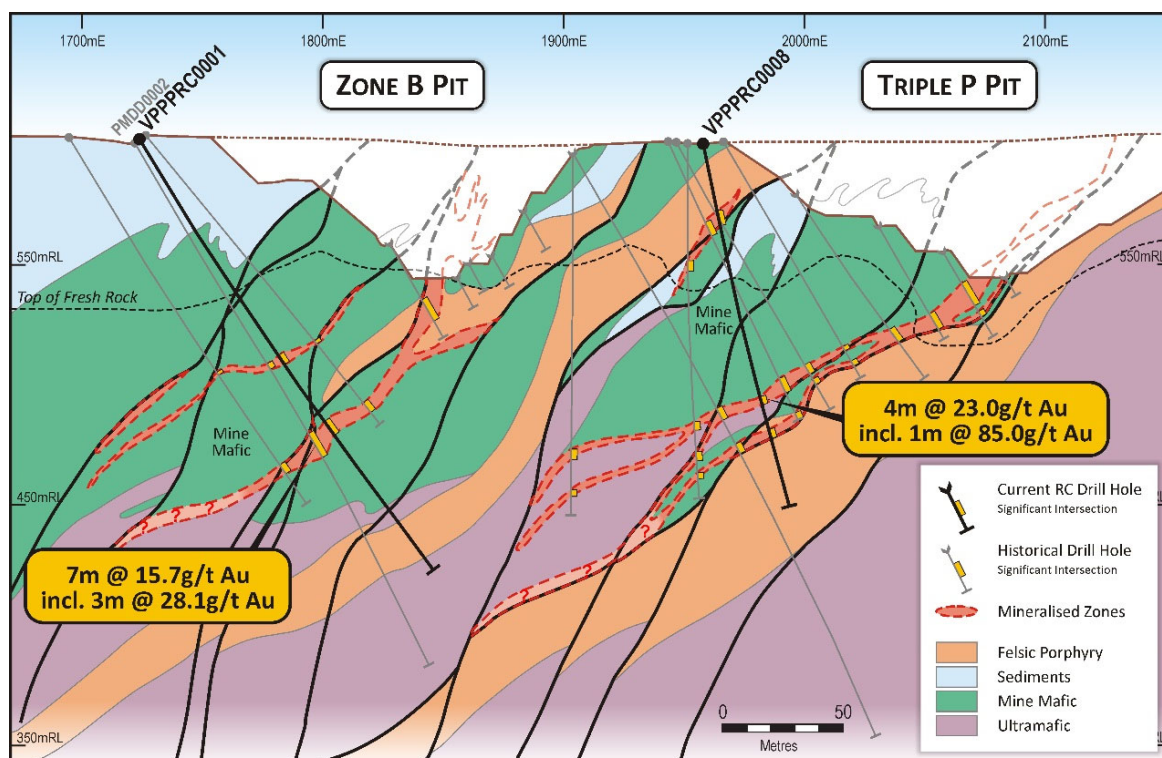 1700mE
1800mE
1900mE
2000mE
2100mE
PMDD0002
VPPPRC0001
ZONE B PIT
VPPPRC0008
TRIPLE P PIT
550mRL
550mRL
Top of Fresh Rock
Mine
Mafic
Mine
Mafic
4m @ 23.0g/t Au
incl. 1m @ 85.0g/t Au
450mRL
? ? ?
?
?
7m @ 15.7g/t Au
incl. 3m @ 28.1g/t Au
350mRL
0 50
Metres
Current RC Drill Hole
Significant Intersection
Historical Drill Hole
Significant Intersection
Mineralised Zones
Felsic Porphyry
Sediments
Mine Mafic
Ultramafic